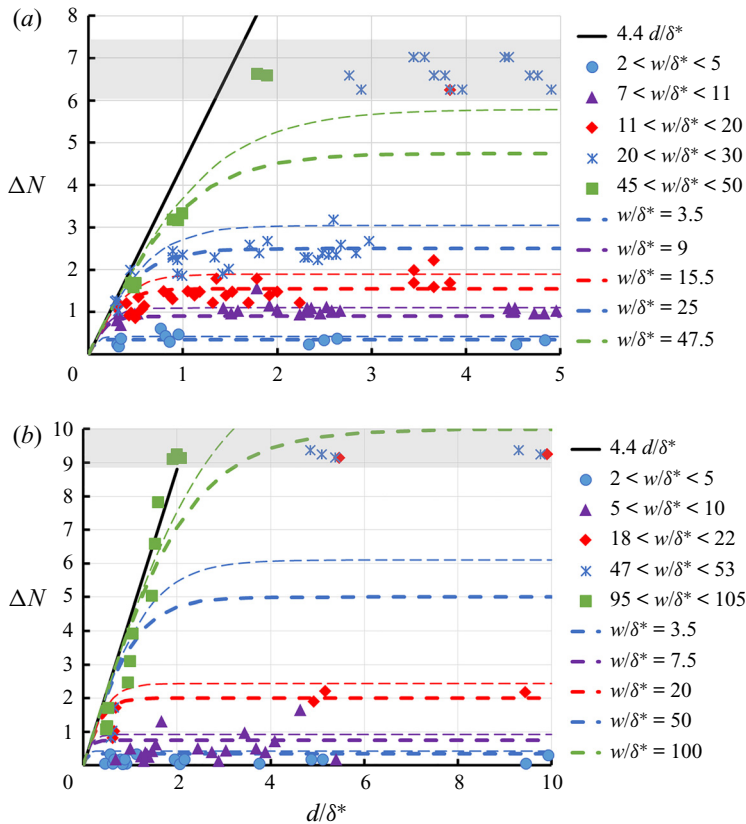 (a)
8
7
6
5
4
3
2
1
0
1
2
3
4
5
ΔN
4.4 d/δ*
2 < w/δ* < 5
7 < w/δ* < 11
11 < w/δ* < 20
20 < w/δ* < 30
45 < w/δ* < 50
w/δ* = 3.5
w/δ* = 9
w/δ* = 15.5
w/δ* = 25
w/δ* = 47.5
(b)
10
9
8
7
6
5
4
3
2
1
0
2
4
6
8
10
ΔN
d/δ*
4.4 d/δ*
2 < w/δ* < 5
5 < w/δ* < 10
18 < w/δ* < 22
47 < w/δ* < 53
95 < w/δ* < 105
w/δ* = 3.5
w/δ* = 7.5
w/δ* = 20
w/δ* = 50
w/δ* = 100